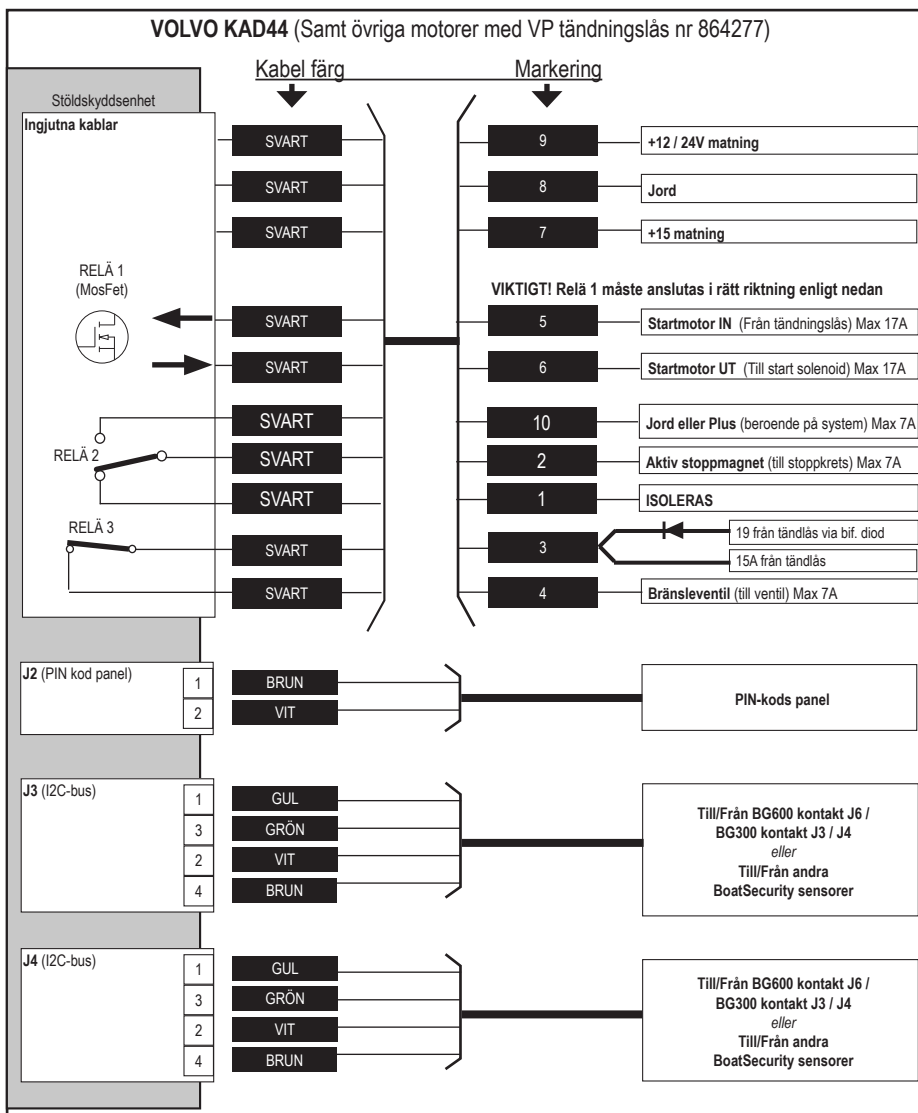 VOLVO KAD44 (Samt övriga motorer med VP tändningslås nr 864277)
Kabel färg
Markering
Stöldskyddsenhet
Ingjutna kablar
SVART
9
+12 / 24V matning
SVART
8
Jord
SVART
7
+15 matning
RELÄ 1
(MosFet)
VIKTIGT! Relä 1 måste anslutas i rätt riktning enligt nedan
SVART
5
Startmotor IN (Från tändningslås) Max 17A
SVART
6
Startmotor UT (Till start solenoid) Max 17A
SVART
10
Jord eller Plus (beroende på system) Max 7A
RELÄ 2
SVART
2
Aktiv stoppmagnet (till stoppkrets) Max 7A
SVART
1
ISOLERAS
RELÄ 3
SVART
3
19 från tändlås via bif. diod
15A från tändlås
SVART
4
Bränsleventil (till ventil) Max 7A
J2 (PIN kod panel)
1
BRUN
2
VIT
PIN-kods panel
J3 (I2C-bus)
1
GUL
3
GRÖN
2
VIT
4
BRUN
Till/Från BG600 kontakt J6 /
BG300 kontakt J3 / J4
eller
Till/Från andra
BoatSecurity sensorer
J4 (I2C-bus)
1
GUL
3
GRÖN
2
VIT
4
BRUN
Till/Från BG600 kontakt J6 /
BG300 kontakt J3 / J4
eller
Till/Från andra
BoatSecurity sensorer